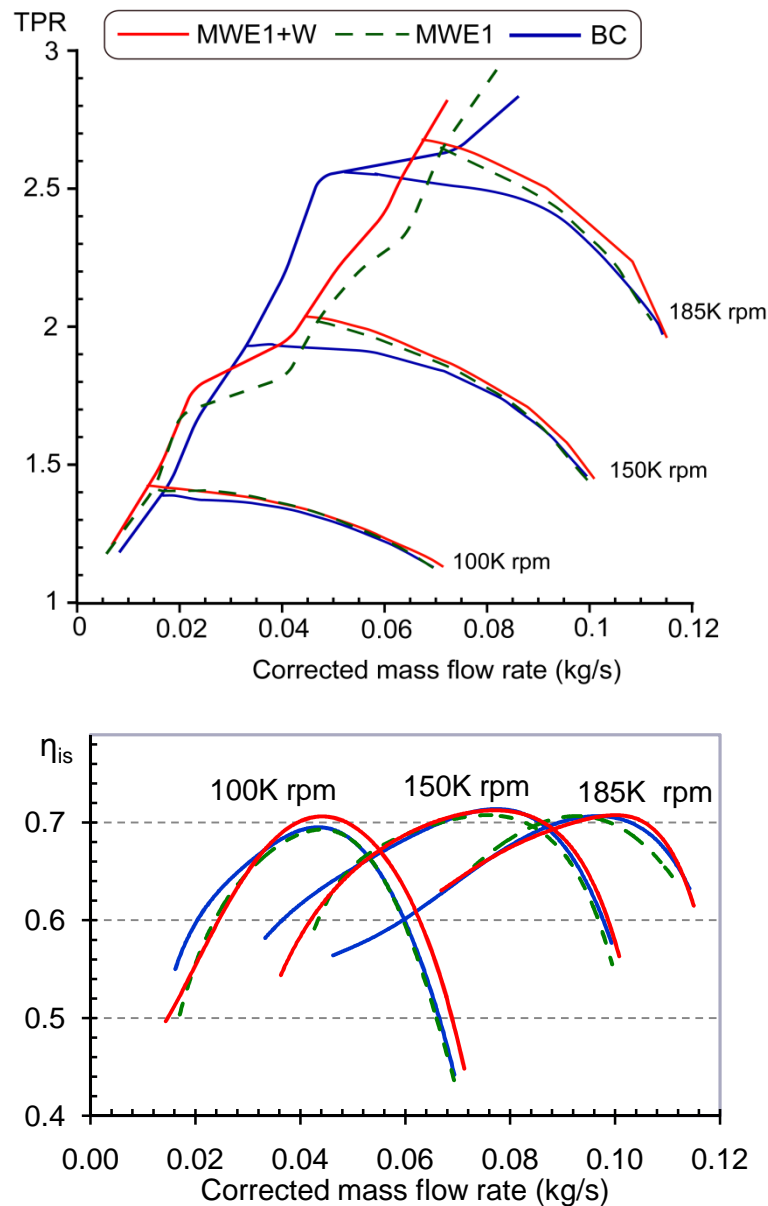 TPR
MWE1+W MWE1 BC
3
2.5
2
1.5
1
185K rpm
150K rpm
100K rpm
0 0.02 0.04 0.06 0.08 0.1 0.12
Corrected mass flow rate (kg/s)
ηis
100K rpm 150K rpm 185K rpm
0.7
0.6
0.5
0.4
0.00 0.02 0.04 0.06 0.08 0.10 0.12
Corrected mass flow rate (kg/s)